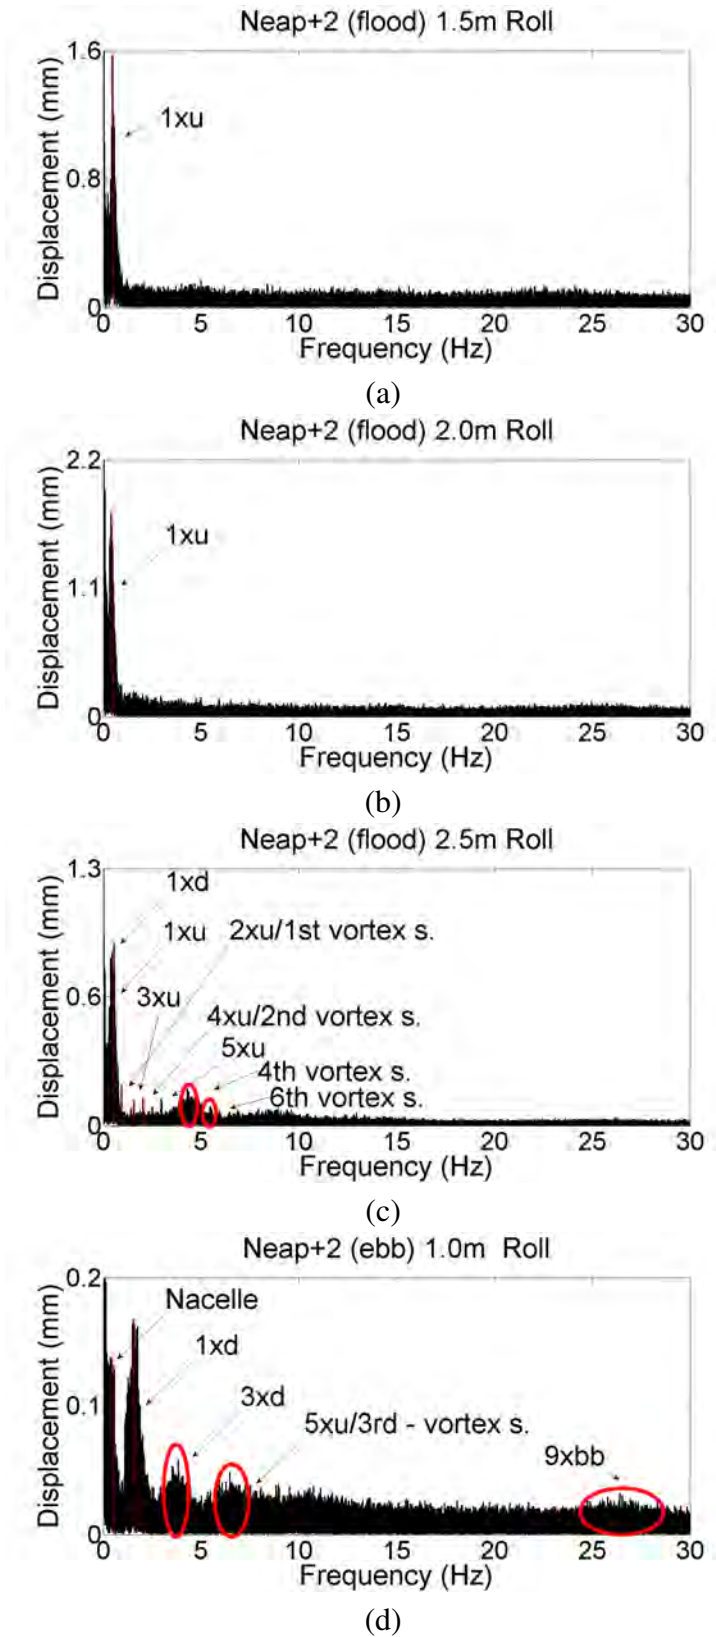 Neap+2 (flood) 1.5m Roll
Displacement (mm)
1.6
0.8
0
1xu
0 5 10 15 20 25 30
Frequency (Hz)
(a)
Neap+2 (flood) 2.0m Roll
Displacement (mm)
2.2
1.1
0
1xu
0 5 10 15 20 25 30
Frequency (Hz)
(b)
Neap+2 (flood) 2.5m Roll
Displacement (mm)
1.3
0.6
0
1xd
1xu
2xu/1st vortex s.
3xu
4xu/2nd vortex s.
5xu
4th vortex s.
6th vortex s.
0 5 10 15 20 25 30
Frequency (Hz)
(c)
Neap+2 (ebb) 1.0m Roll
Displacement (mm)
0.2
0.1
0
Nacelle
1xd
3xd
5xu/3rd - vortex s.
9xbb
0 5 10 15 20 25 30
Frequency (Hz)
(d)